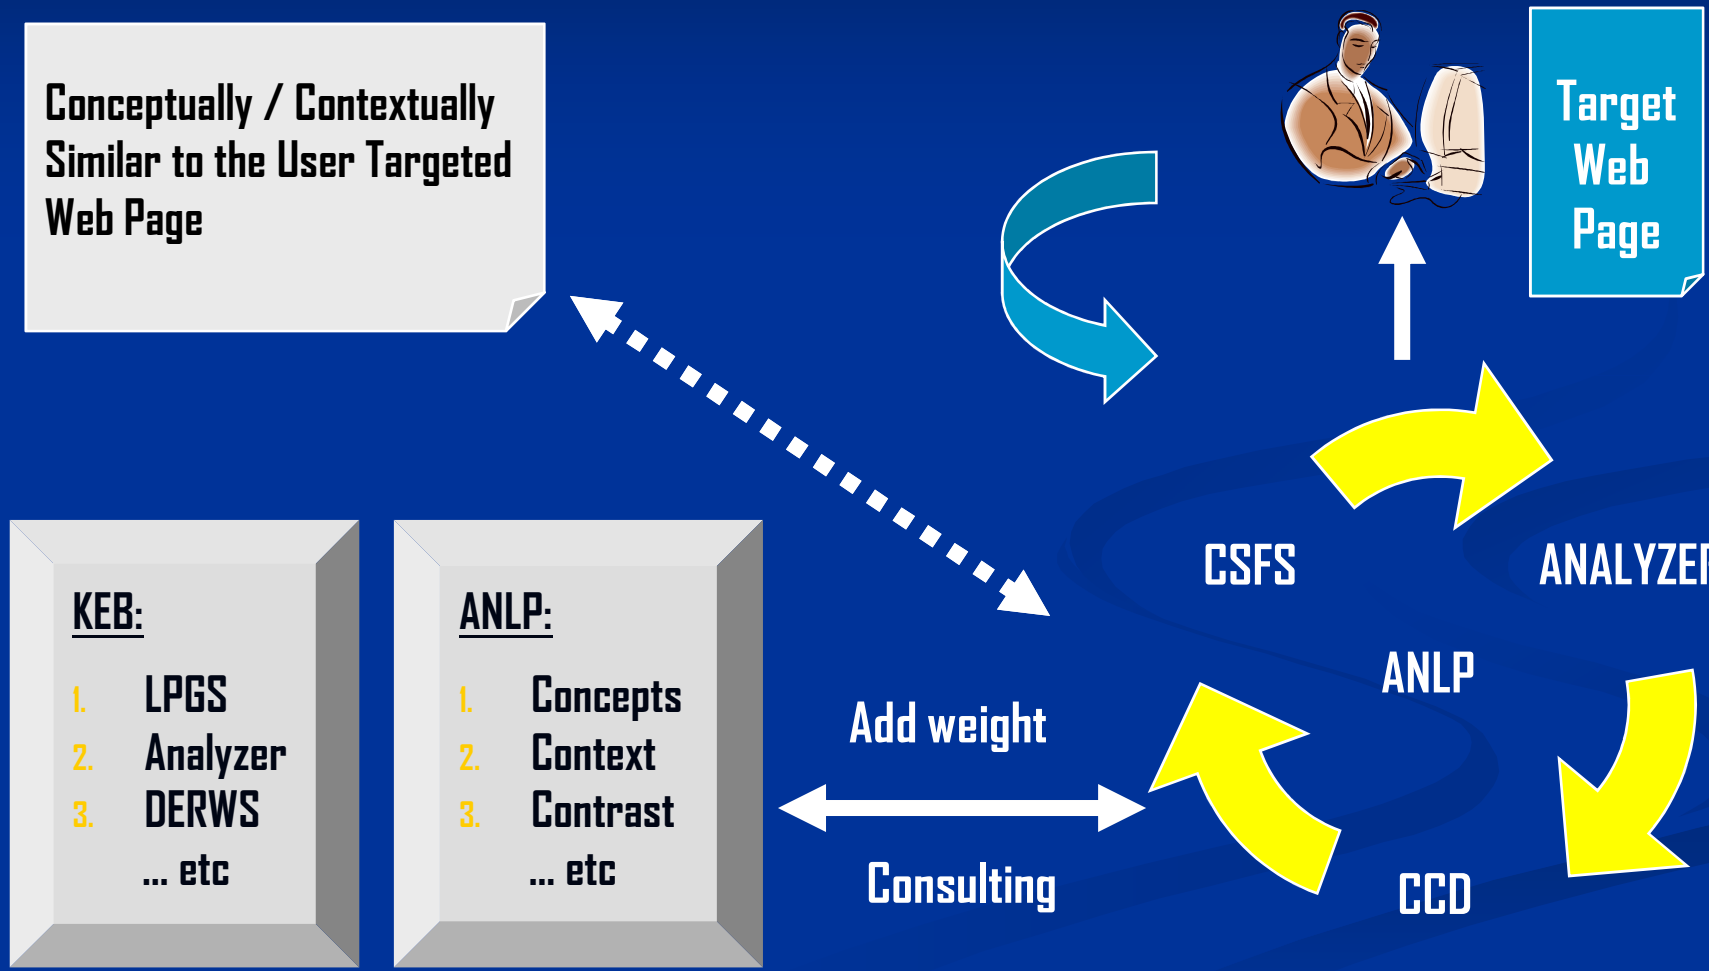 Conceptually / Contextually
Similar to the User Targeted
Web Page
Target
Web
Page
KEB:
1. LPGS
2. Analyzer
3. DERWS
... etc
ANLP:
1. Concepts
2. Context
3. Contrast
... etc
Add weight
Consulting
CSFS
ANALYZER
ANLP
CCD